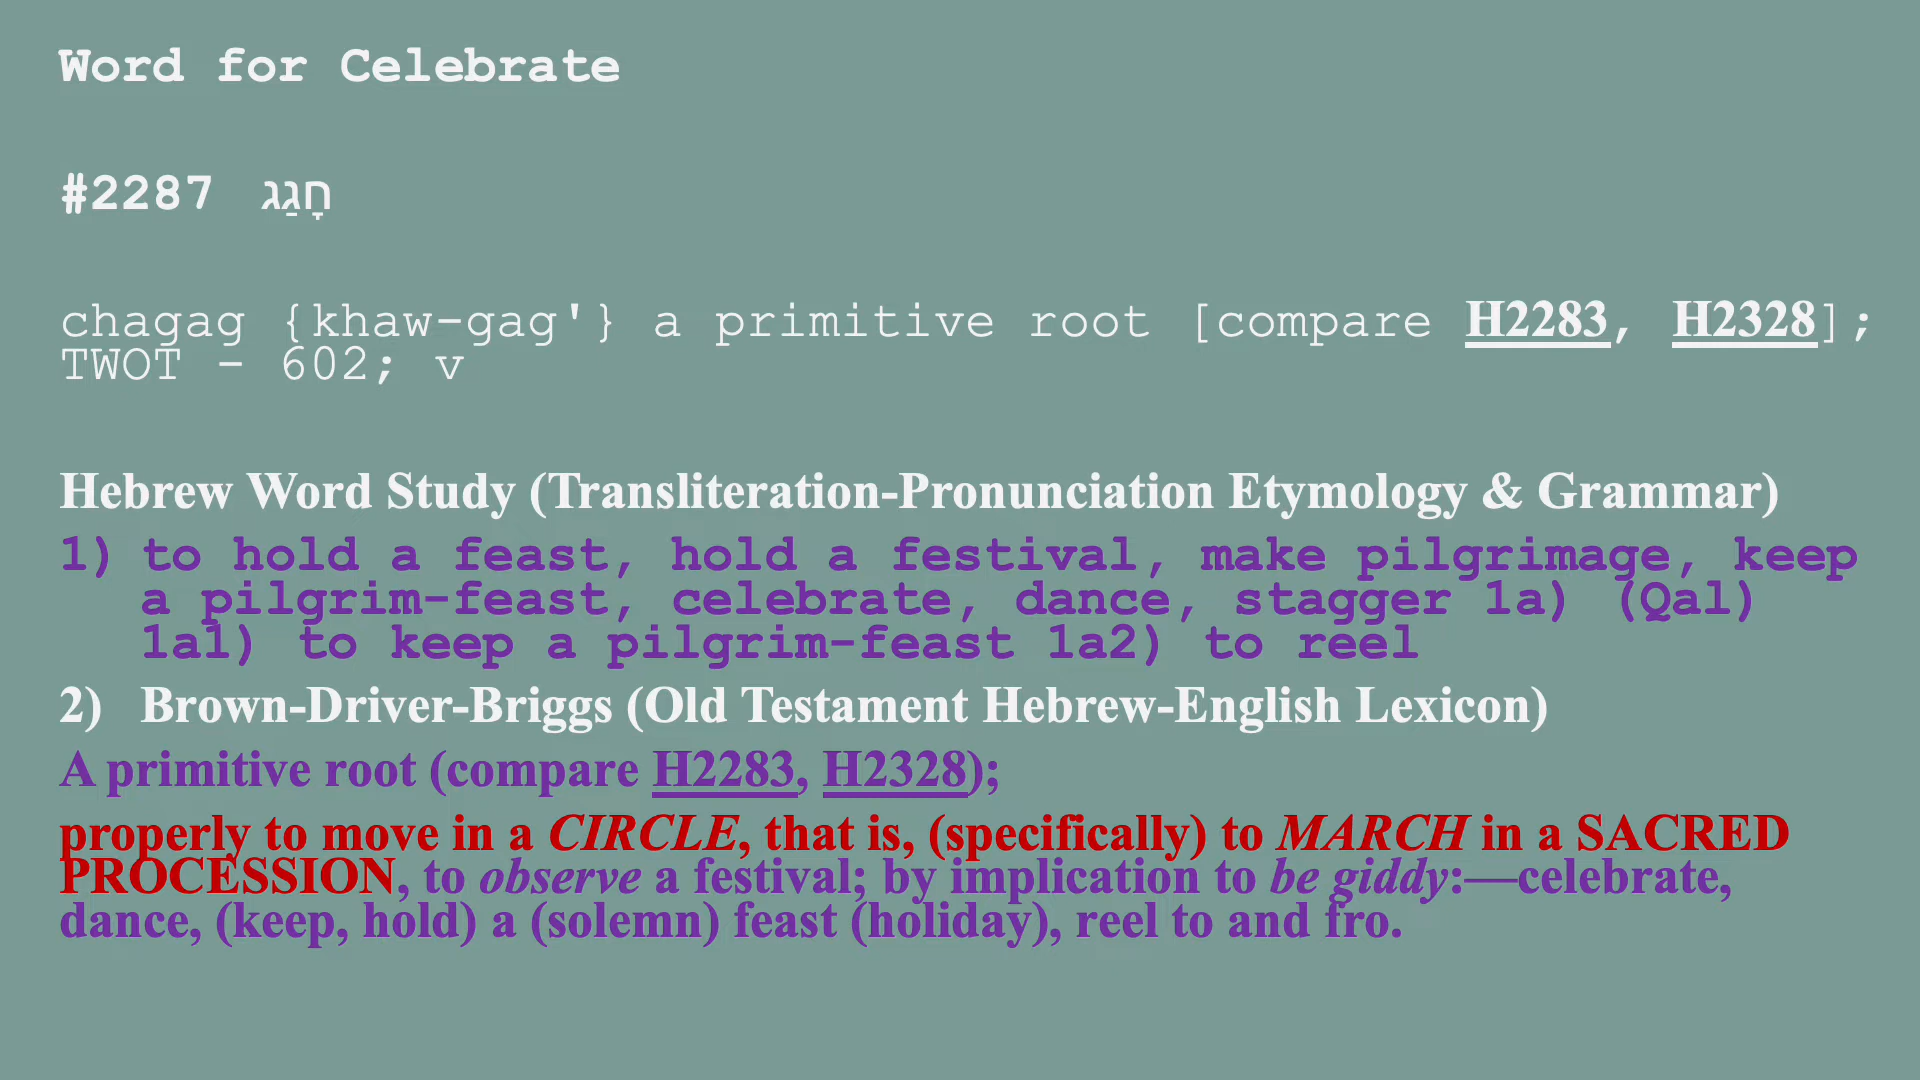 Word for Celebrate
#2287 חָגַג
chagag {khaw-gag'} a primitive root [compare H2283, H2328];
TWOT - 602; v
Hebrew Word Study (Transliteration-Pronunciation Etymology & Grammar)
1) to hold a feast, hold a festival, make pilgrimage, keep
a pilgrim-feast, celebrate, dance, stagger 1a) (Qal)
1a1) to keep a pilgrim-feast 1a2) to reel
2) Brown-Driver-Briggs (Old Testament Hebrew-English Lexicon)
A primitive root (compare H2283, H2328);
properly to move in a CIRCLE, that is, (specifically) to MARCH in a SACRED
PROCESSION, to observe a festival; by implication to be giddy:—celebrate,
dance, (keep, hold) a (solemn) feast (holiday), reel to and fro.